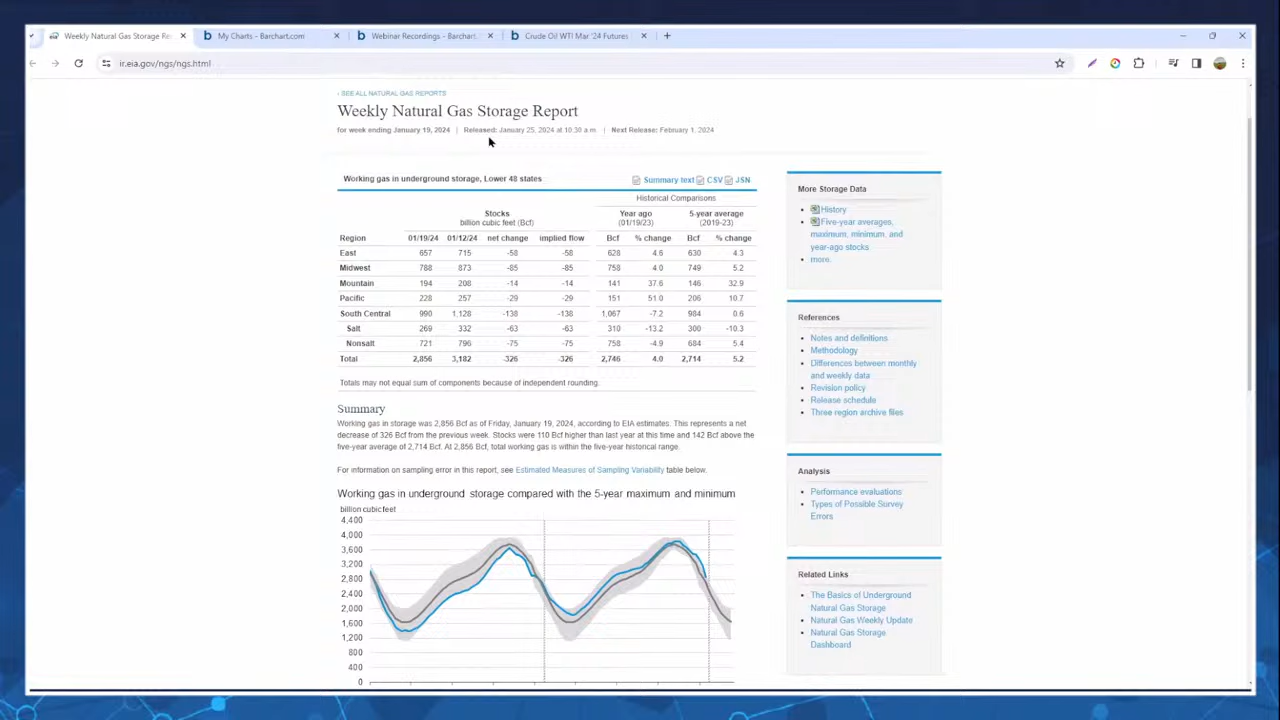 Weekly Natural Gas Storage Re
My Charts - Barchart.com
Webinar Recordings - Barchart.
Crude Oil WTI Mar '24 Futures
ir.eia.gov/ngs/ngs.html
‹ SEE ALL NATURAL GAS REPORTS
Weekly Natural Gas Storage Report
for week ending January 19, 2024 | Released: January 25, 2024 at 10:30 a.m. | Next Release: February 1, 2024
Working gas in underground storage, Lower 48 states
Summary text CSV JSN
Historical Comparisons
Stocks
billion cubic feet (Bcf)
Year ago
(01/19/23)
5-year average
(2019-23)
Region 01/19/24 01/12/24 net change implied flow Bcf % change Bcf % change
East 657 715 -58 -58 628 4.6 630 4.3
Midwest 788 873 -85 -85 758 4.0 749 5.2
Mountain 194 208 -14 -14 141 37.6 146 32.9
Pacific 228 257 -29 -29 151 51.0 206 10.7
South Central 990 1,128 -138 -138 1,067 -7.2 984 0.6
Salt 269 332 -63 -63 310 -13.2 300 -10.3
Nonsalt 721 796 -75 -75 758 -4.9 684 5.4
Total 2,856 3,182 -326 -326 2,746 4.0 2,714 5.2
Totals may not equal sum of components because of independent rounding.
Summary
Working gas in storage was 2,856 Bcf as of Friday, January 19, 2024, according to EIA estimates. This represents a net
decrease of 326 Bcf from the previous week. Stocks were 110 Bcf higher than last year at this time and 142 Bcf above the
five-year average of 2,714 Bcf. At 2,856 Bcf, total working gas is within the five-year historical range.
For information on sampling error in this report, see Estimated Measures of Sampling Variability table below.
Working gas in underground storage compared with the 5-year maximum and minimum
billion cubic feet
4,400
4,000
3,600
3,200
2,800
2,400
2,000
1,600
1,200
800
400
0
More Storage Data
History
Five-year averages,
maximum, minimum, and
year-ago stocks
more.
References
Notes and definitions
Methodology
Differences between monthly
and weekly data
Revision policy
Release schedule
Three region archive files
Analysis
Performance evaluations
Types of Possible Survey
Errors
Related Links
The Basics of Underground
Natural Gas Storage
Natural Gas Weekly Update
Natural Gas Storage
Dashboard